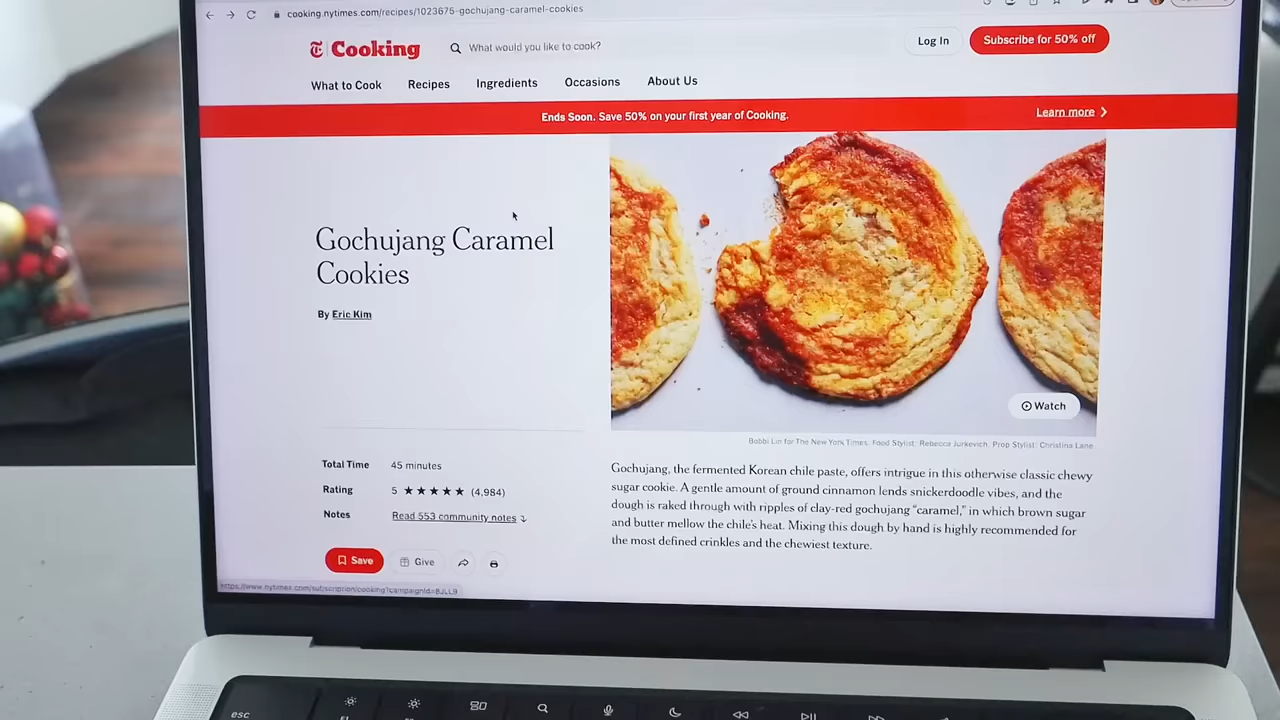 cooking.nytimes.com/recipes/1023675-gochujang-caramel-cookies
Cooking
What would you like to cook?
Log In
Subscribe for 50% off
What to Cook
Recipes
Ingredients
Occasions
About Us
Ends Soon. Save 50% on your first year of Cooking.
Learn more
Gochujang Caramel
Cookies
By Eric Kim
Watch
Bobbi Lin for The New York Times. Food Stylist: Rebecca Jurkevich. Prop Stylist: Christina Lane.
Total Time 45 minutes
Rating 5 ★★★★★ (4,984)
Notes Read 553 community notes
Gochujang, the fermented Korean chile paste, offers intrigue in this otherwise classic chewy
sugar cookie. A gentle amount of ground cinnamon lends snickerdoodle vibes, and the
dough is raked through with ripples of clay-red gochujang “caramel,” in which brown sugar
and butter mellow the chile's heat. Mixing this dough by hand is highly recommended for
the most defined crinkles and the chewiest texture.
Save
Give
esc